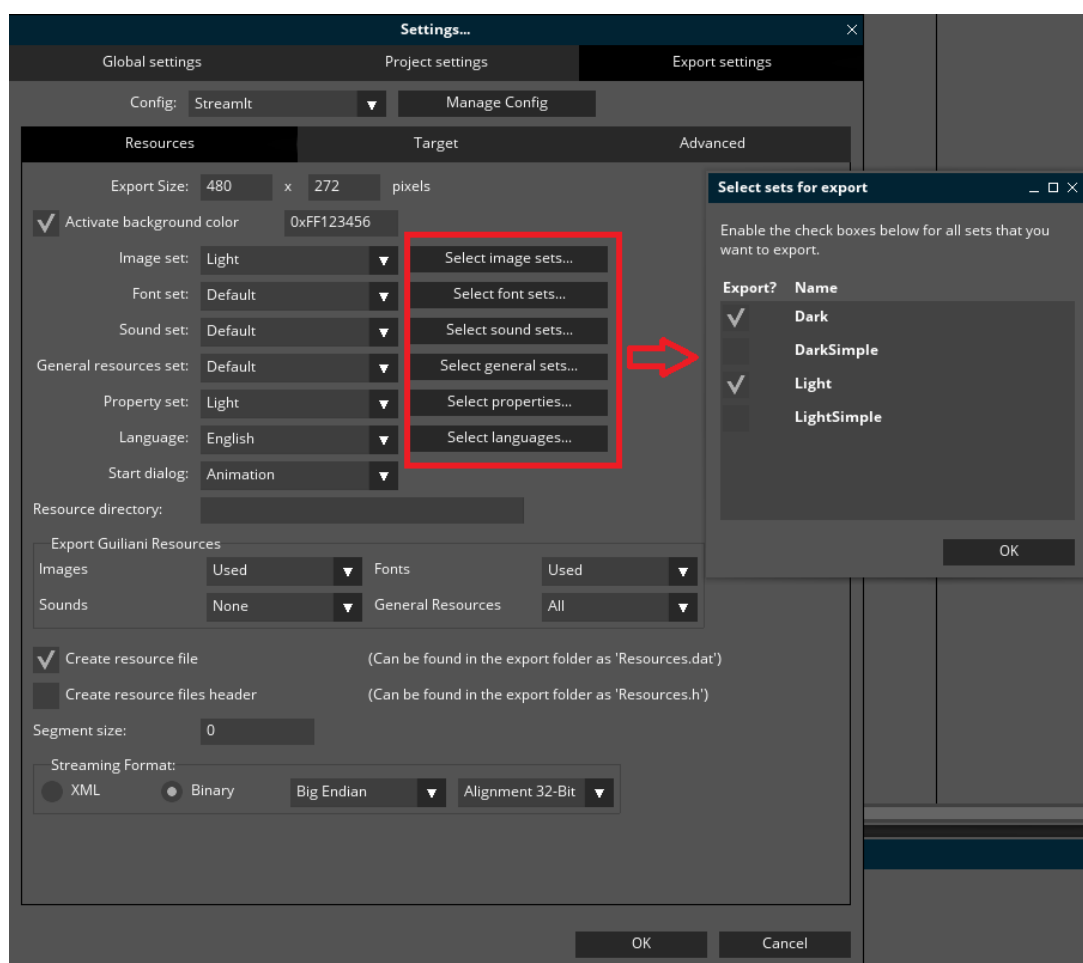 Settings...
Global settings Project settings Export settings
Config: StreamIt Manage Config
Resources Target Advanced
Export Size: 480 x 272 pixels
Activate background color 0xFF123456
Image set: Light Select image sets...
Font set: Default Select font sets...
Sound set: Default Select sound sets...
General resources set: Default Select general sets...
Property set: Light Select properties...
Language: English Select languages...
Start dialog: Animation
Resource directory:
Export Guiliani Resources
Images Used Fonts Used
Sounds None General Resources All
Create resource file (Can be found in the export folder as 'Resources.dat')
Create resource files header (Can be found in the export folder as 'Resources.h')
Segment size: 0
Streaming Format:
XML Binary Big Endian Alignment 32-Bit
OK Cancel
Select sets for export
Enable the check boxes below for all sets that you
want to export.
Export? Name
Dark
DarkSimple
Light
LightSimple
OK